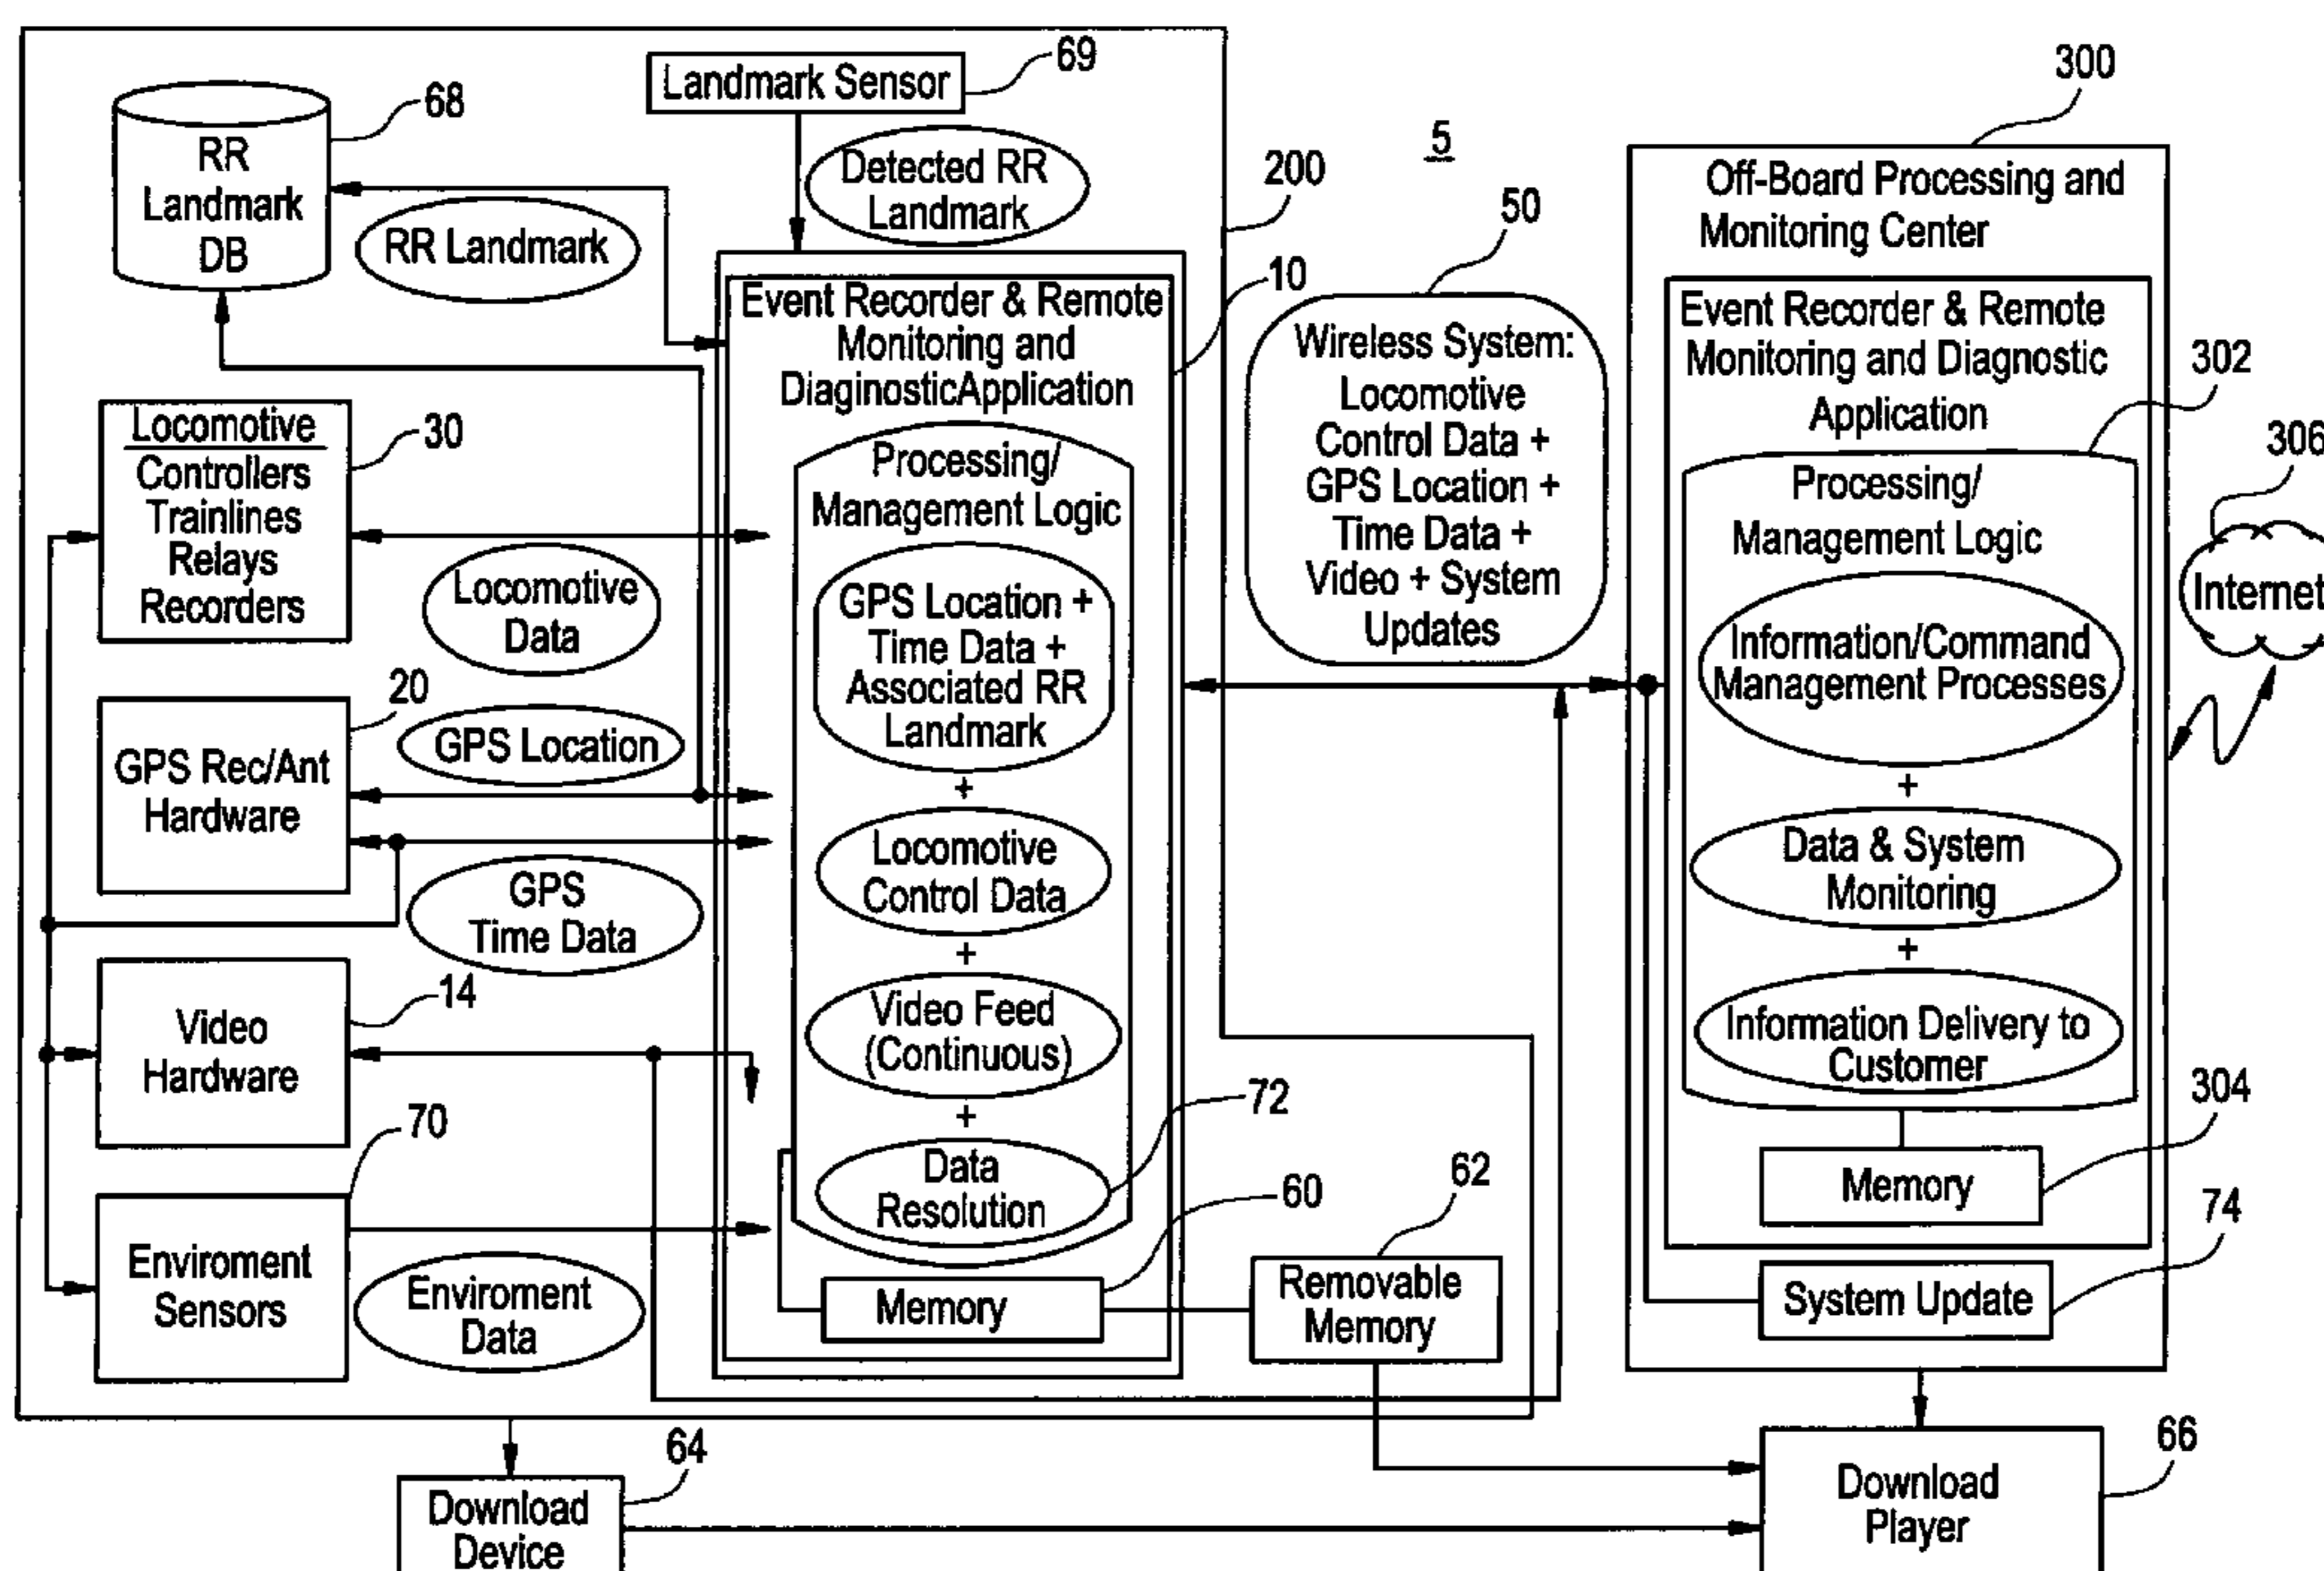 Landmark Sensor
69
68
RR
Landmark
DB
RR Landmark
Detected RR
Landmark
5
200
10
50
300
Off-Board Processing and
Monitoring Center
Event Recorder & Remote
Monitoring and
DiaginosticApplication
Processing/
Management Logic
GPS Location +
Time Data +
Associated RR
Landmark
+
Locomotive
Control Data
+
Video Feed
(Continuous)
+
Data
Resolution
72
Memory
60
Locomotive
Controllers
Trainlines
Relays
Recorders
30
Locomotive
Data
20
GPS Rec/Ant
Hardware
GPS Location
GPS
Time Data
Video
Hardware
14
Enviroment
Sensors
70
Enviroment
Data
Wireless System:
Locomotive
Control Data +
GPS Location +
Time Data +
Video + System
Updates
Event Recorder & Remote
Monitoring and Diagnostic
Application
302
Processing/
Management Logic
Information/Command
Management Processes
+
Data & System
Monitoring
+
Information Delivery to
Customer
306
Internet
304
Memory
74
System Update
62
Removable
Memory
64
Download
Device
66
Download
Player